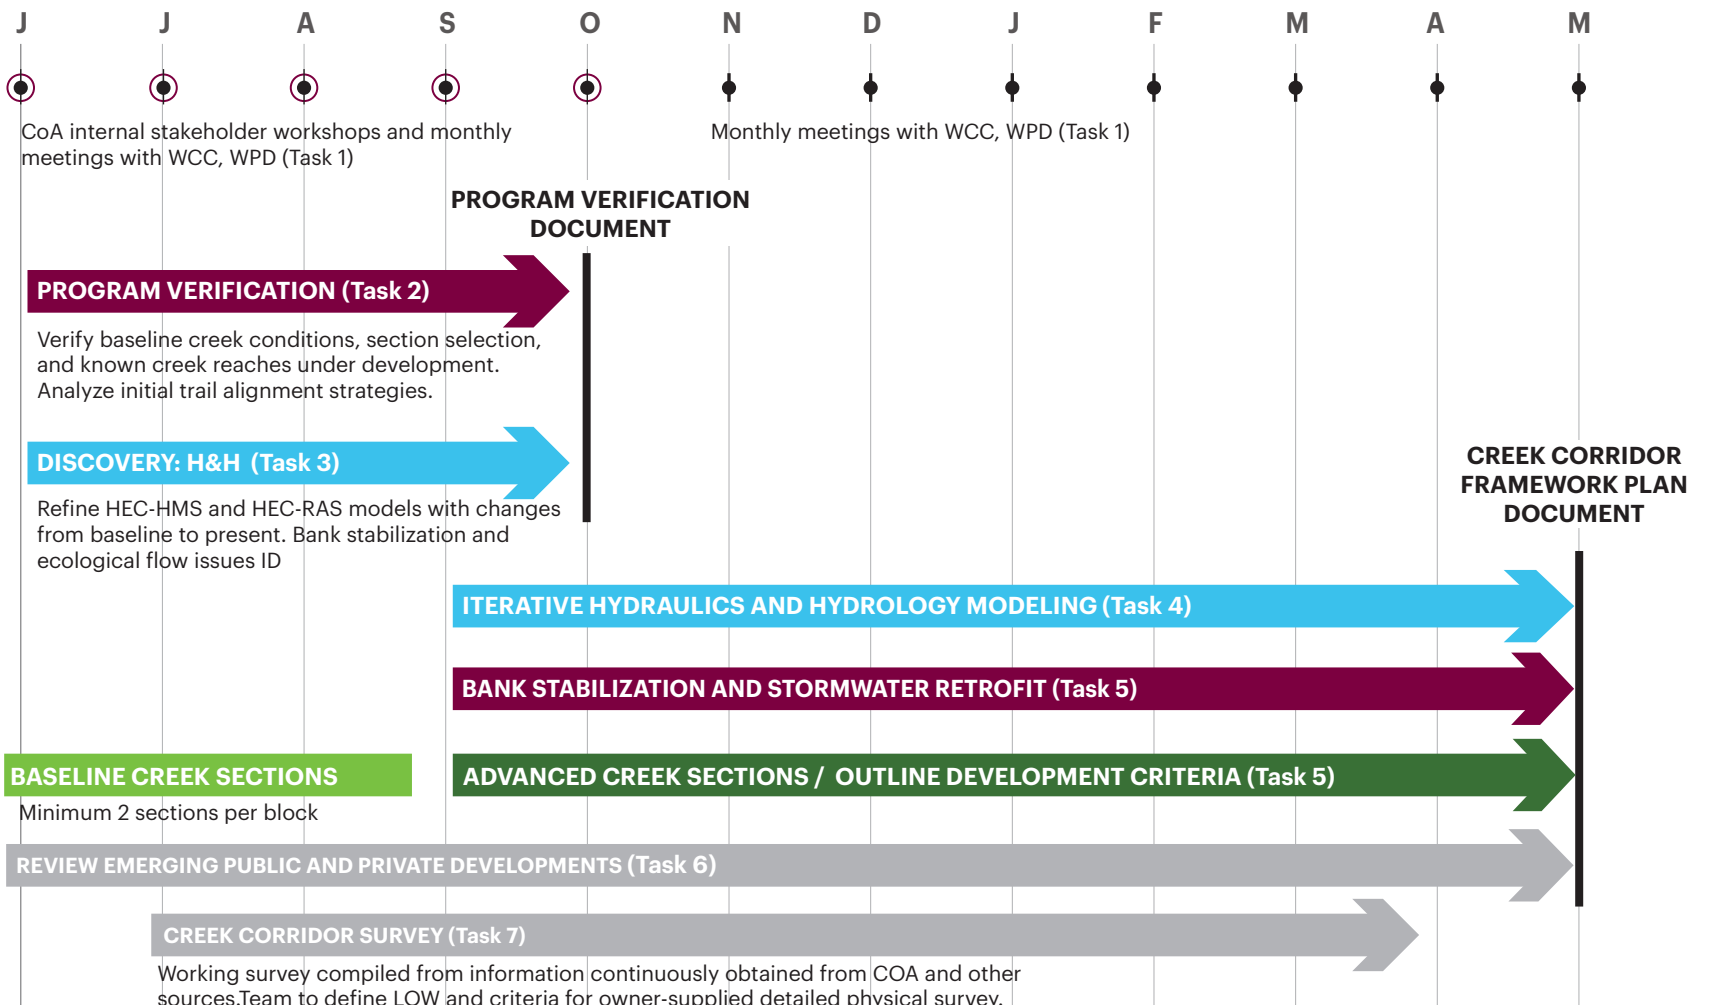 J J A S O N D J F M A M
CoA internal stakeholder workshops and monthly
meetings with WCC, WPD (Task 1)
Monthly meetings with WCC, WPD (Task 1)
PROGRAM VERIFICATION
DOCUMENT
PROGRAM VERIFICATION (Task 2)
Verify baseline creek conditions, section selection,
and known creek reaches under development.
Analyze initial trail alignment strategies.
DISCOVERY: H&H (Task 3)
Refine HEC-HMS and HEC-RAS models with changes
from baseline to present. Bank stabilization and
ecological flow issues ID
CREEK CORRIDOR
FRAMEWORK PLAN
DOCUMENT
ITERATIVE HYDRAULICS AND HYDROLOGY MODELING (Task 4)
BANK STABILIZATION AND STORMWATER RETROFIT (Task 5)
BASELINE CREEK SECTIONS
Minimum 2 sections per block
ADVANCED CREEK SECTIONS / OUTLINE DEVELOPMENT CRITERIA (Task 5)
REVIEW EMERGING PUBLIC AND PRIVATE DEVELOPMENTS (Task 6)
CREEK CORRIDOR SURVEY (Task 7)
Working survey compiled from information continuously obtained from COA and other
sources.Team to define LOW and criteria for owner-supplied detailed physical survey.